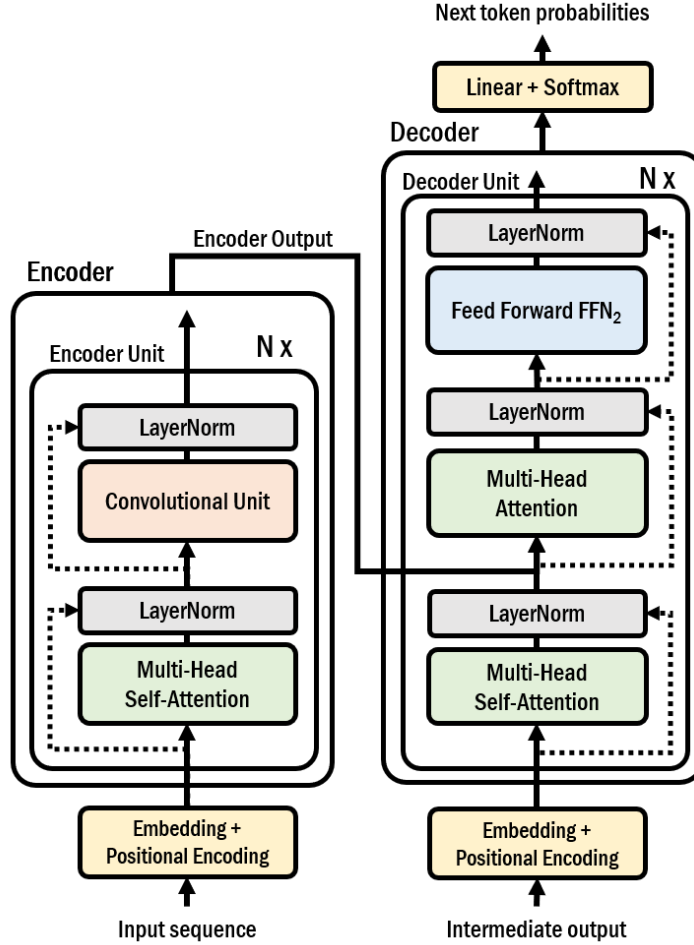 Next token probabilities
Linear + Softmax
Decoder
Decoder Unit
N x
LayerNorm
Feed Forward FFN₂
LayerNorm
Multi-Head
Attention
LayerNorm
Multi-Head
Self-Attention
Embedding +
Positional Encoding
Intermediate output
Encoder Output
Encoder
Encoder Unit
N x
LayerNorm
Convolutional Unit
LayerNorm
Multi-Head
Self-Attention
Embedding +
Positional Encoding
Input sequence